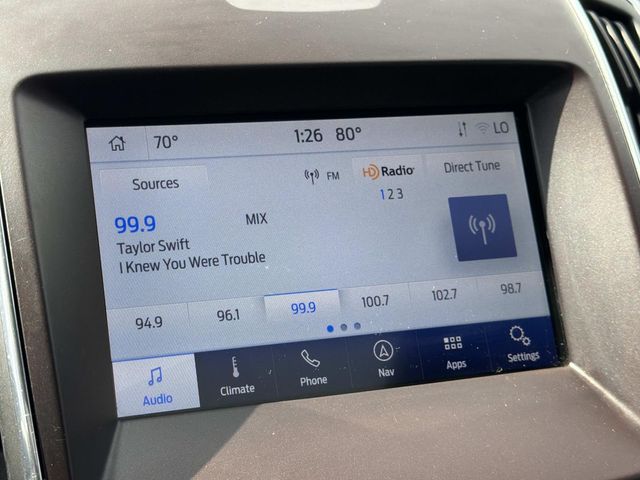 70° 1:26 80° LO
Sources FM HD Radio Direct Tune
1 2 3
99.9 MIX
Taylor Swift
I Knew You Were Trouble
94.9 96.1 99.9 100.7 102.7 98.7
Audio Climate Phone Nav Apps Settings